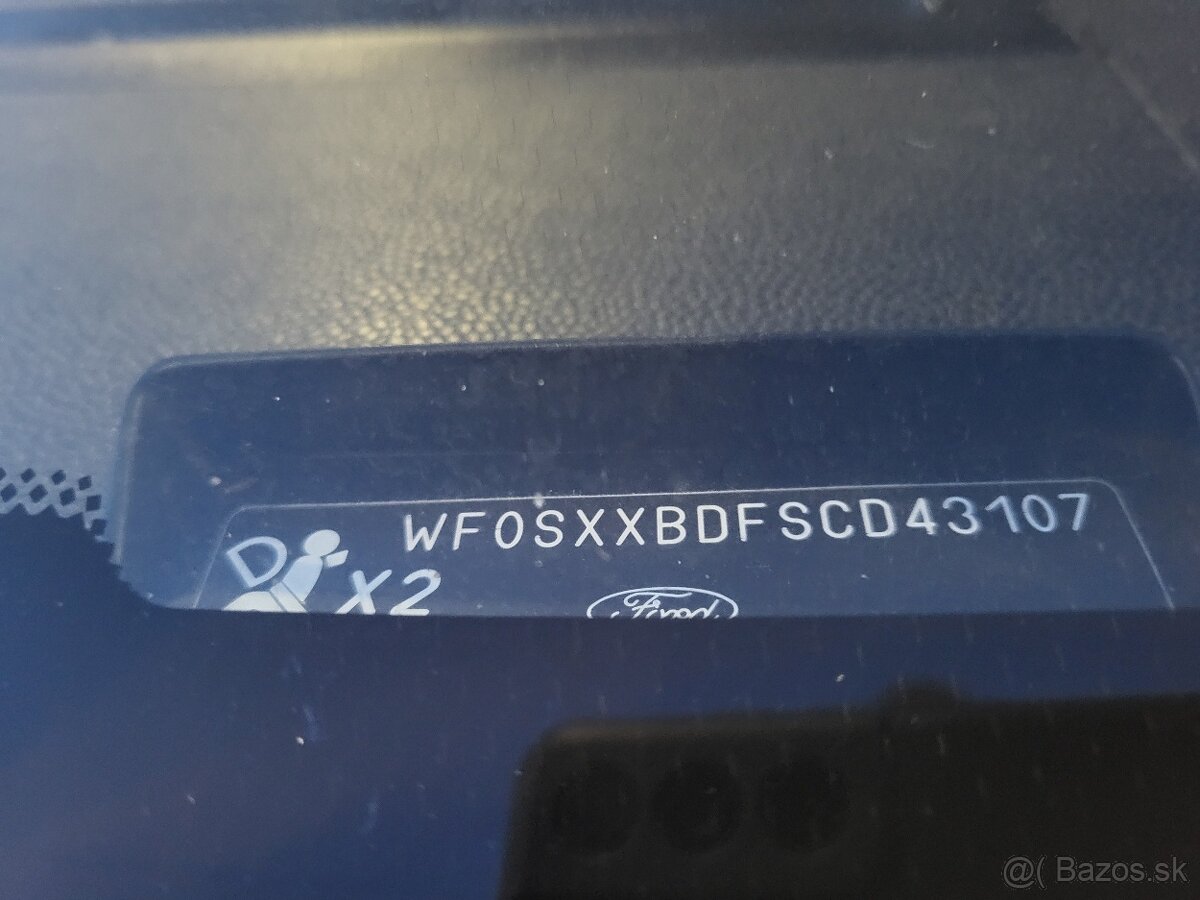 WF0SXXBDFSCD43107
X2
Ford
@( Bazos.sk